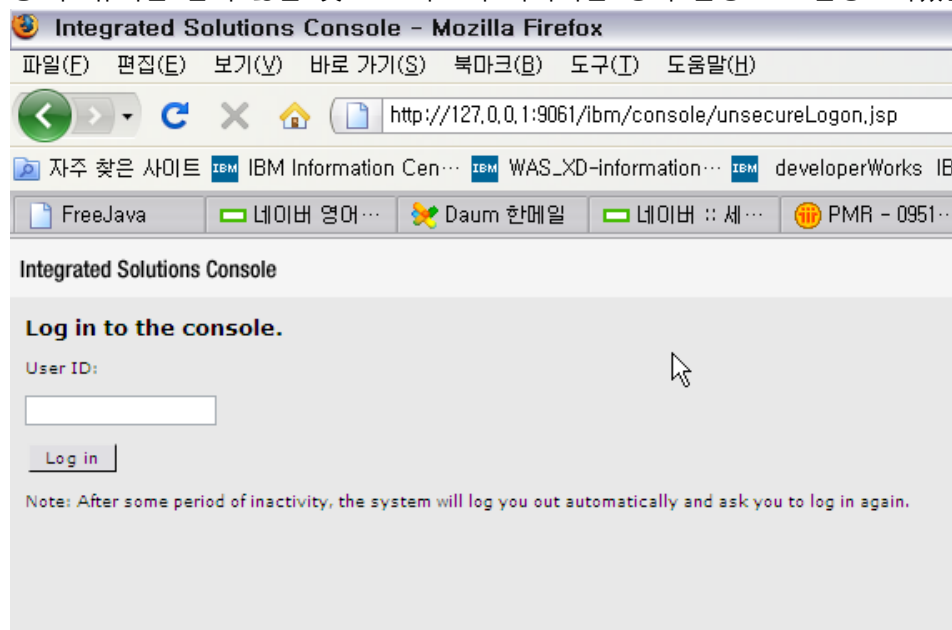 Integrated Solutions Console - Mozilla Firefox
파일(F) 편집(E) 보기(V) 바로 가기(S) 북마크(B) 도구(T) 도움말(H)
http://127.0.0.1:9061/ibm/console/unsecureLogon.jsp
자주 찾은 사이트 IBM IBM Information Cen… IBM WAS_XD-information… IBM developerWorks IB
FreeJava 네이버 영어… Daum 한메일 네이버 :: 세… PMR - 0951…
Integrated Solutions Console
Log in to the console.
User ID:
Log in
Note: After some period of inactivity, the system will log you out automatically and ask you to log in again.